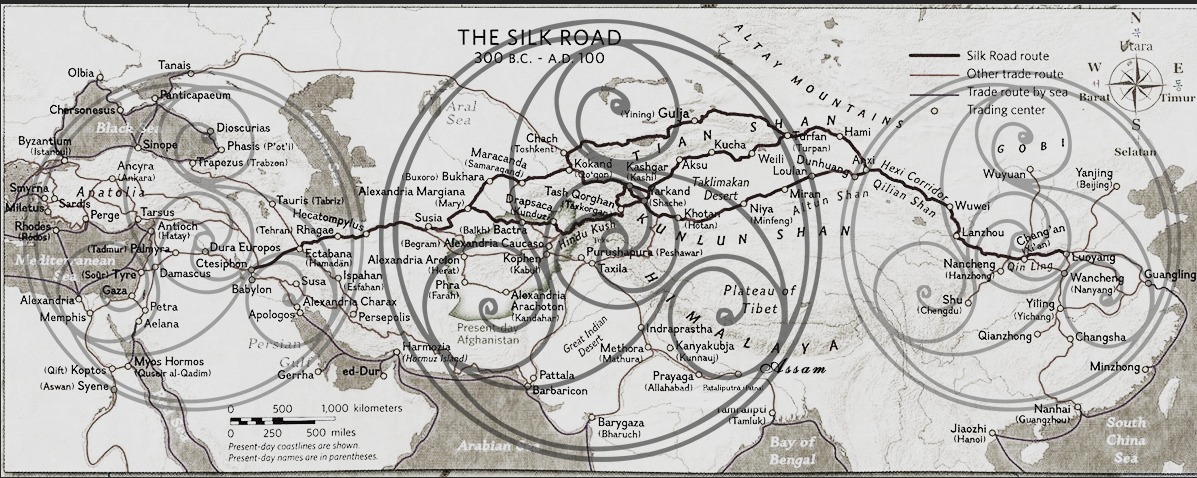 THE SILK ROAD
300 B.C. - A.D. 100
Silk Road route
Other trade route
Trade route by sea
Trading center
N
북
Utara
W
서
Barat
E
동
Timur
S
Selatan
ALTAY MOUNTAINS
GOBI
Olbia
Tanais
Chersonesus
Panticapaeum
Black Sea
Dioscurias
Phasis (P'ot'i)
Byzantium
(Istanbul)
Sinope
Trapezus (Trabzon)
Ancyra
(Ankara)
Anatolia
Smyrna
Miletus
Sardis
Perge
Tarsus
Rhodes
(Rodos)
Antioch
(Hatay)
Tauris (Tabriz)
Hecatompylus
(Tehran) Rhagae
(Tadmur) Palmyra
Dura Europos
Mediterranean
Sea
(Soûr) Tyre
Damascus
Ctesiphon
Babylon
Ectabana
(Hamadan)
Susa
Ispahan
(Esfahan)
Gaza
Petra
Aelana
Alexandria
Memphis
Apologos
Alexandria Charax
Persepolis
Persian
Gulf
Gerrha
Myos Hormos
(Quseir al-Qadim)
(Qift) Koptos
(Aswan) Syene
ed-Dur
Harmozia
(Hormuz Island)
0 500 1,000 kilometers
0 250 500 miles
Present-day coastlines are shown.
Present-day names are in parentheses.
Aral
Sea
Chach
Toshkent)
Maracanda
(Samaraqand)
(Buxoro) Bukhara
Alexandria Margiana
(Mary)
Susia
Kokand
(Qo'qon)
Drapsaca
(Kunduz)
Tash Qorghan
(Taxkorgan)
(Balkh) Bactra
(Begram) Alexandria Caucaso
Hindu Kush
Alexandria Areion
(Herat)
Kophen
(Kabul)
Purushapura (Peshawar)
Taxila
Phra
(Farah)
Alexandria
Arachoton
(Kandahar)
Present-day
Afghanistan
(Yining) Gulja
TIAN SHAN
Kashgar
(Kashi)
Aksu
Kucha
Weili
Loulan
Turfan
(Turpan)
Hami
Dunhuang
Anxi
Hexi Corridor
Qilian Shan
Yarkand
(Shache)
Taklimakan
Desert
Khotan
(Hotan)
Niya
(Minfeng)
Miran
Altun Shan
KUNLUN SHAN
Plateau of
Tibet
HIMALAYA
Great Indian
Desert
Indraprastha
Methora
(Mathura)
Kanyakubja
(Kunnauj)
Prayaga
(Allahabad)
Pataliputra (Patna)
Assam
Tamralipti
(Tamluk)
Pattala
Barbaricon
Barygaza
(Bharuch)
Arabian Sea
Bay of
Bengal
Wuyuan
Yanjing
(Beijing)
Wuwei
Lanzhou
Chang'an
(Xi'an)
Luoyang
Nancheng
(Hanzhong)
Qin Ling
Wancheng
(Nanyang)
Guangling
Shu
(Chengdu)
Yiling
(Yichang)
Qianzhong
Changsha
Minzhong
Nanhai
(Guangzhou)
Jiaozhi
(Hanoi)
South
China
Sea